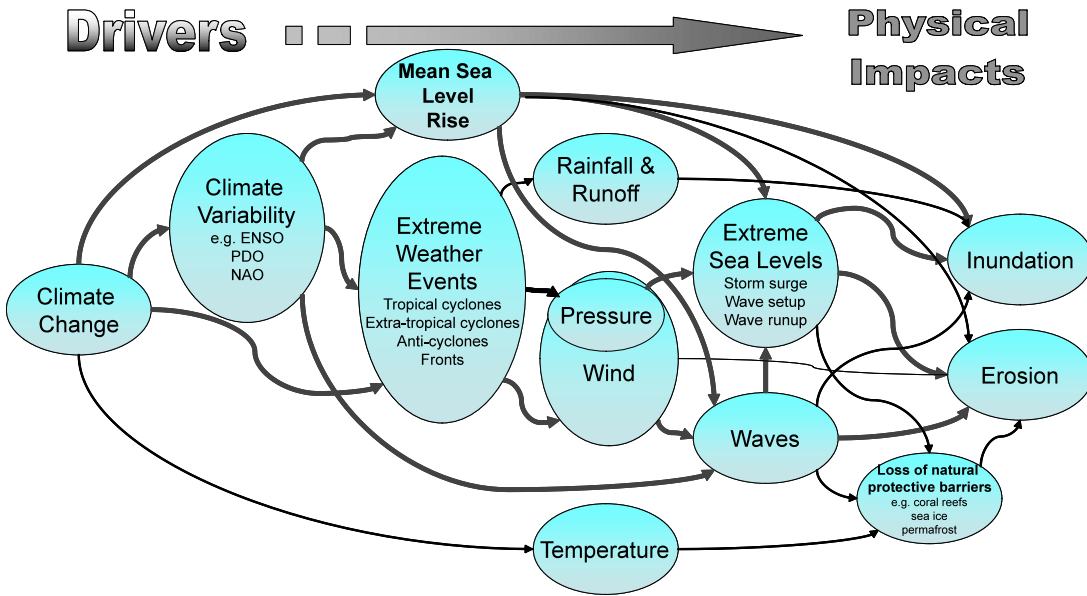 Drivers
Physical
Impacts
Mean Sea
Level
Rise
Climate
Variability
e.g. ENSO
PDO
NAO
Rainfall &
Runoff
Extreme
Weather
Events
Tropical cyclones
Extra-tropical cyclones
Anti-cyclones
Fronts
Extreme
Sea Levels
Storm surge
Wave setup
Wave runup
Inundation
Climate
Change
Pressure
Wind
Erosion
Waves
Loss of natural
protective barriers
e.g. coral reefs
sea ice
permafrost
Temperature